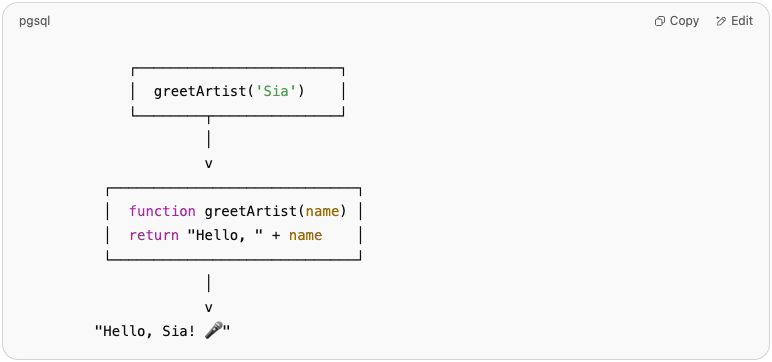 pgsql
Copy
Edit
greetArtist('Sia')
v
function greetArtist(name)
return "Hello, " + name
v
"Hello, Sia! 🎤"